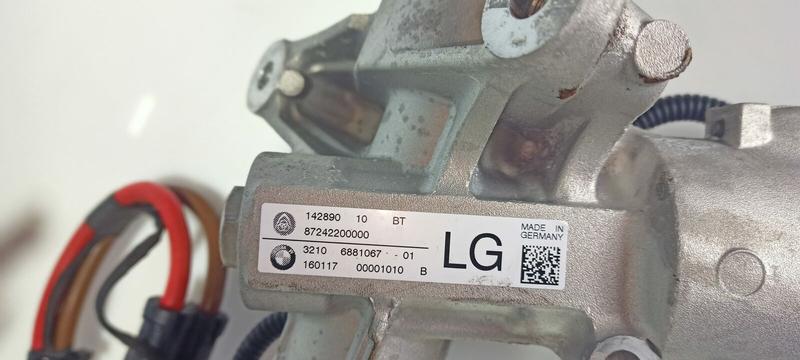 142890 10 BT
87242200000
3210 6881067 - - 01
160117 00001010 B
LG
MADE IN
GERMANY